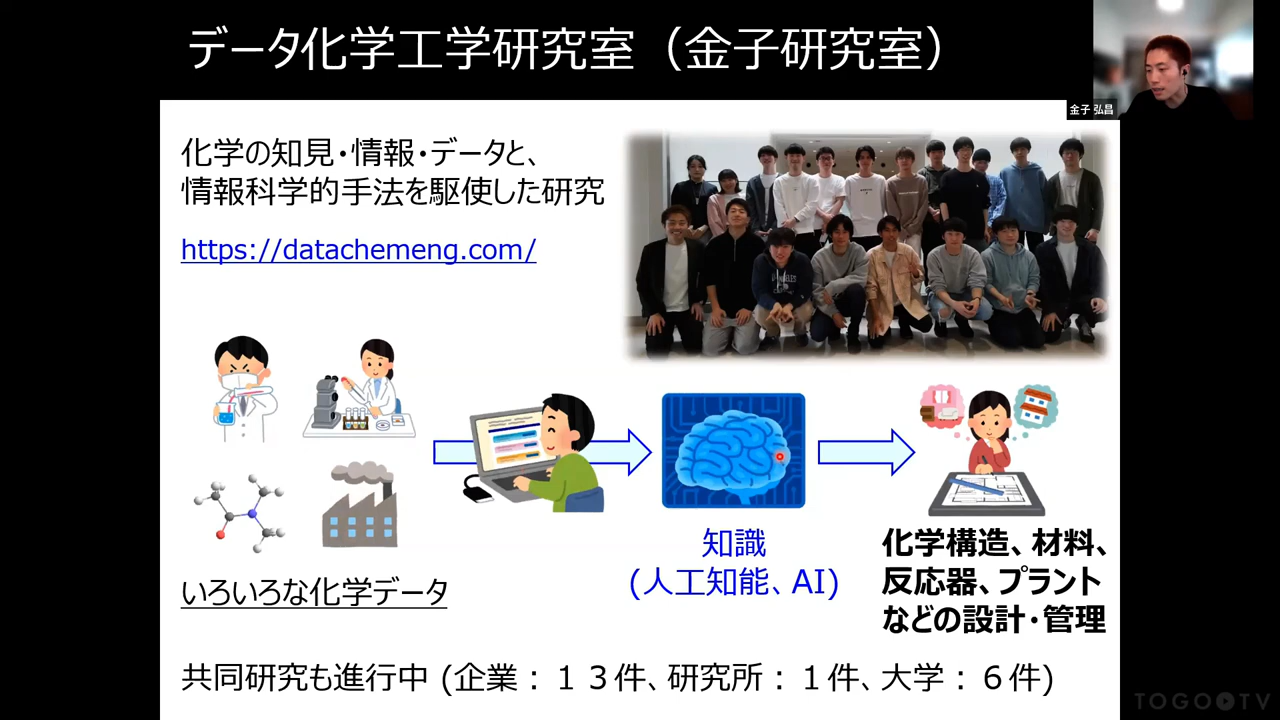 データ化学工学研究室（金子研究室）
金子 弘昌
化学の知見・情報・データと、
情報科学的手法を駆使した研究
https://datachemeng.com/
いろいろな化学データ
知識
(人工知能、AI)
化学構造、材料、
反応器、プラント
などの設計・管理
共同研究も進行中 (企業：１３件、研究所：１件、大学：６件)
TOGO TV